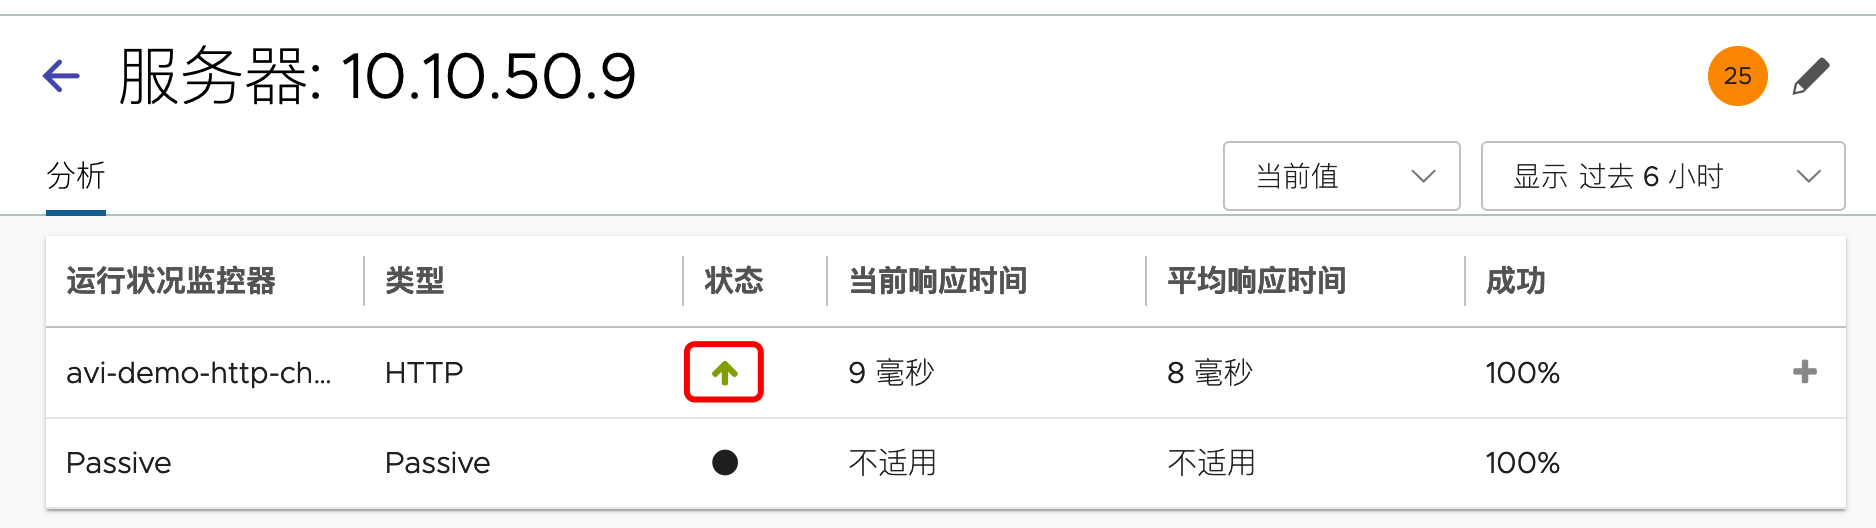 服务器: 10.10.50.9
25
分析
当前值
显示 过去 6 小时
运行状况监控器 类型 状态 当前响应时间 平均响应时间 成功
avi-demo-http-ch... HTTP 9 毫秒 8 毫秒 100%
Passive Passive 不适用 不适用 100%